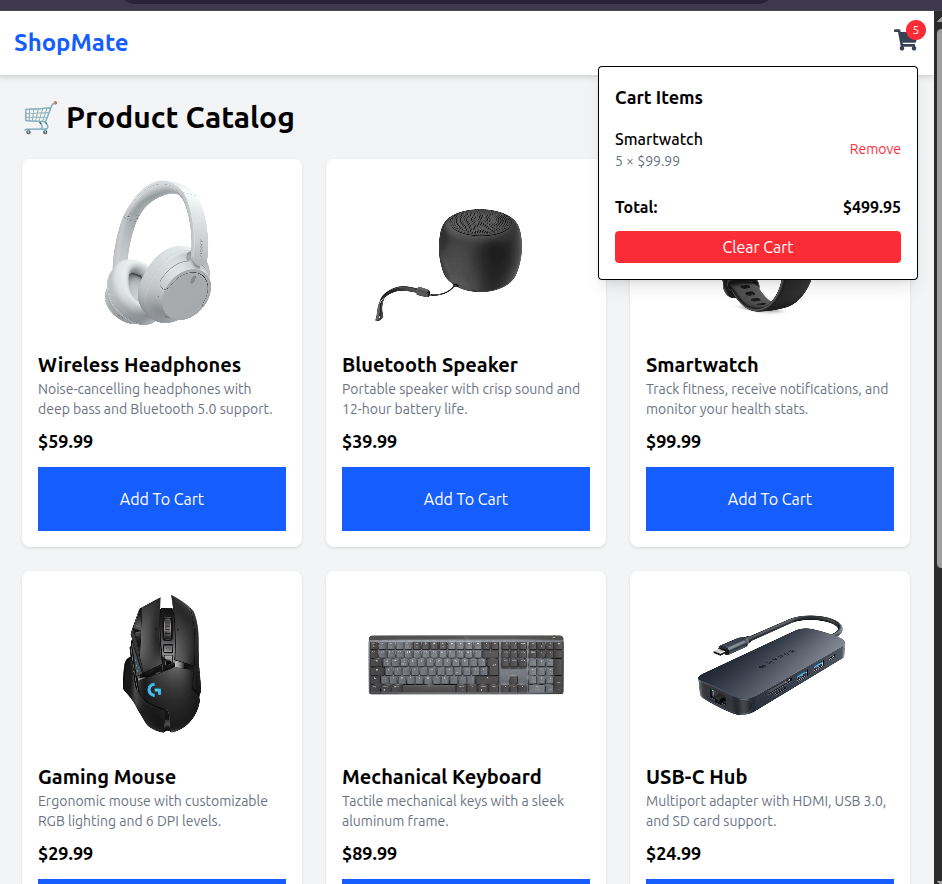 ShopMate
5
Cart Items
Smartwatch
5 × $99.99
Remove
Total:
$499.95
Clear Cart
Product Catalog
Wireless Headphones
Noise-cancelling headphones with
deep bass and Bluetooth 5.0 support.
$59.99
Add To Cart
Bluetooth Speaker
Portable speaker with crisp sound and
12-hour battery life.
$39.99
Add To Cart
Smartwatch
Track fitness, receive notifications, and
monitor your health stats.
$99.99
Add To Cart
Gaming Mouse
Ergonomic mouse with customizable
RGB lighting and 6 DPI levels.
$29.99
Mechanical Keyboard
Tactile mechanical keys with a sleek
aluminum frame.
$89.99
USB-C Hub
Multiport adapter with HDMI, USB 3.0,
and SD card support.
$24.99